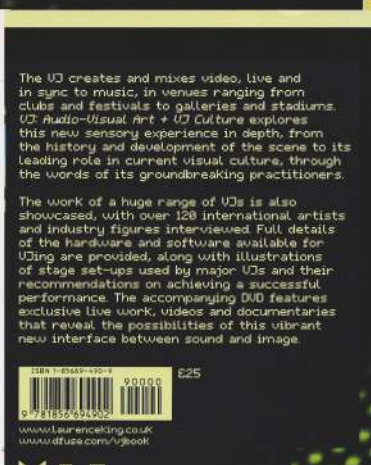 The VJ creates and mixes video, live and
in sync to music, in venues ranging from
clubs and festivals to galleries and stadiums.
VJ: Audio-Visual Art + VJ Culture explores
this new sensory experience in depth, from
the history and development of the scene to its
leading role in current visual culture, through
the words of its groundbreaking practitioners.
The work of a huge range of VJs is also
showcased, with over 120 international artists
and industry figures interviewed. Full details
of the hardware and software available for
VJing are provided, along with illustrations
of stage set-ups used by major VJs and their
recommendations on achieving a successful
performance. The accompanying DVD features
exclusive live work, videos and documentaries
that reveal the possibilities of this vibrant
new interface between sound and image.
ISBN 1-85669-490-9
£25
90000
9 781856 694902
www.laurenceking.co.uk
www.dfuse.com/vjbook